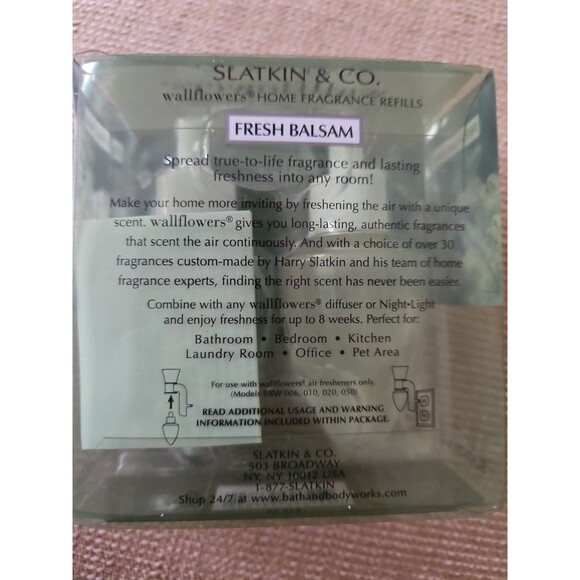 SLATKIN & CO.
wallflowers® HOME FRAGRANCE REFILLS
FRESH BALSAM
Spread true-to-life fragrance and lasting
freshness into any room!
Make your home more inviting by freshening the air with a unique
scent. wallflowers® gives you long-lasting, authentic fragrances
that scent the air continuously. And with a choice of over 30
fragrances custom-made by Harry Slatkin and his team of home
fragrance experts, finding the right scent has never been easier.
Combine with any wallflowers® diffuser or Night•Light
and enjoy freshness for up to 8 weeks. Perfect for:
Bathroom • Bedroom • Kitchen
Laundry Room • Office • Pet Area
For use with wallflowers® air fresheners only.
(Models BBW 006, 010, 020, 050)
READ ADDITIONAL USAGE AND WARNING
INFORMATION INCLUDED WITHIN PACKAGE.
SLATKIN & CO.
503 BROADWAY
NY, NY 10012 USA
1-877-SLATKIN
Shop 24/7 at www.bathandbodyworks.com